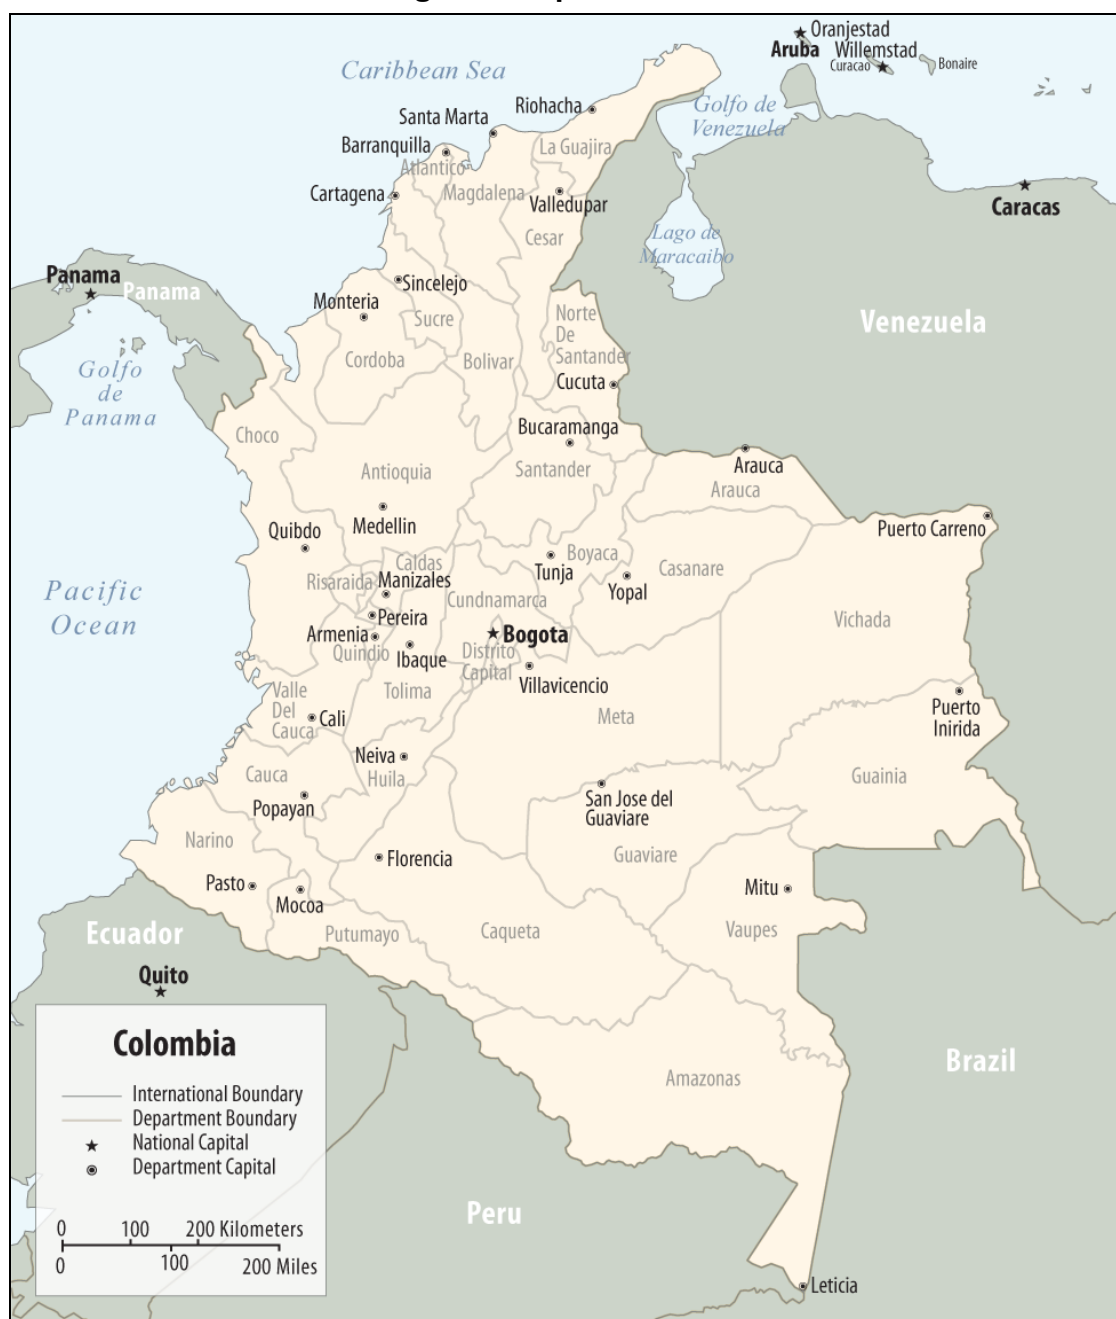 Oranjestad
Aruba
Willemstad
Curacao
Bonaire
Caribbean Sea
Riohacha
Golfo de
Venezuela
Santa Marta
Barranquilla
La Guajira
Atlantico
Cartagena
Magdalena
Valledupar
Caracas
Cesar
Lago de
Maracaibo
Panama
Panama
Sincelejo
Monteria
Sucre
Norte
De
Santander
Venezuela
Cordoba
Bolivar
Golfo
de
Panama
Cucuta
Choco
Bucaramanga
Antioquia
Santander
Arauca
Arauca
Medellin
Quibdo
Puerto Carreno
Caldas
Boyaca
Tunja
Casanare
Risaraida
Manizales
Yopal
Pacific
Ocean
Cundnamarca
Pereira
Vichada
Armenia
Bogota
Quindio
Ibaque
Distrito
Capital
Villavicencio
Tolima
Valle
Del
Cauca
Cali
Meta
Puerto
Inirida
Neiva
Huila
Cauca
Guainia
Popayan
San Jose del
Guaviare
Narino
Florencia
Guaviare
Pasto
Mocoa
Mitu
Ecuador
Putumayo
Caqueta
Vaupes
Quito
Colombia
International Boundary
Department Boundary
National Capital
Department Capital
0 100 200 Kilometers
0 100 200 Miles
Amazonas
Brazil
Peru
Leticia